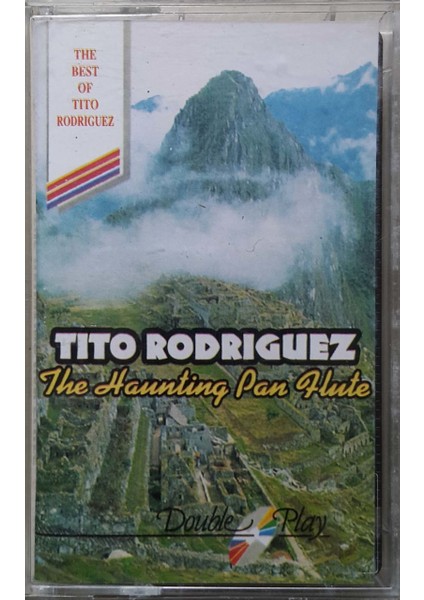 THE
BEST
OF
TITO
RODRIGUEZ
TITO RODRIGUEZ
The Haunting Pan Flute
Double Play